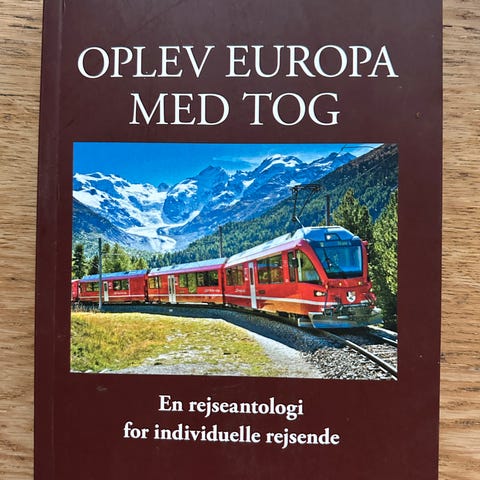 OPLEV EUROPA
MED TOG
En rejseantologi
for individuelle rejsende